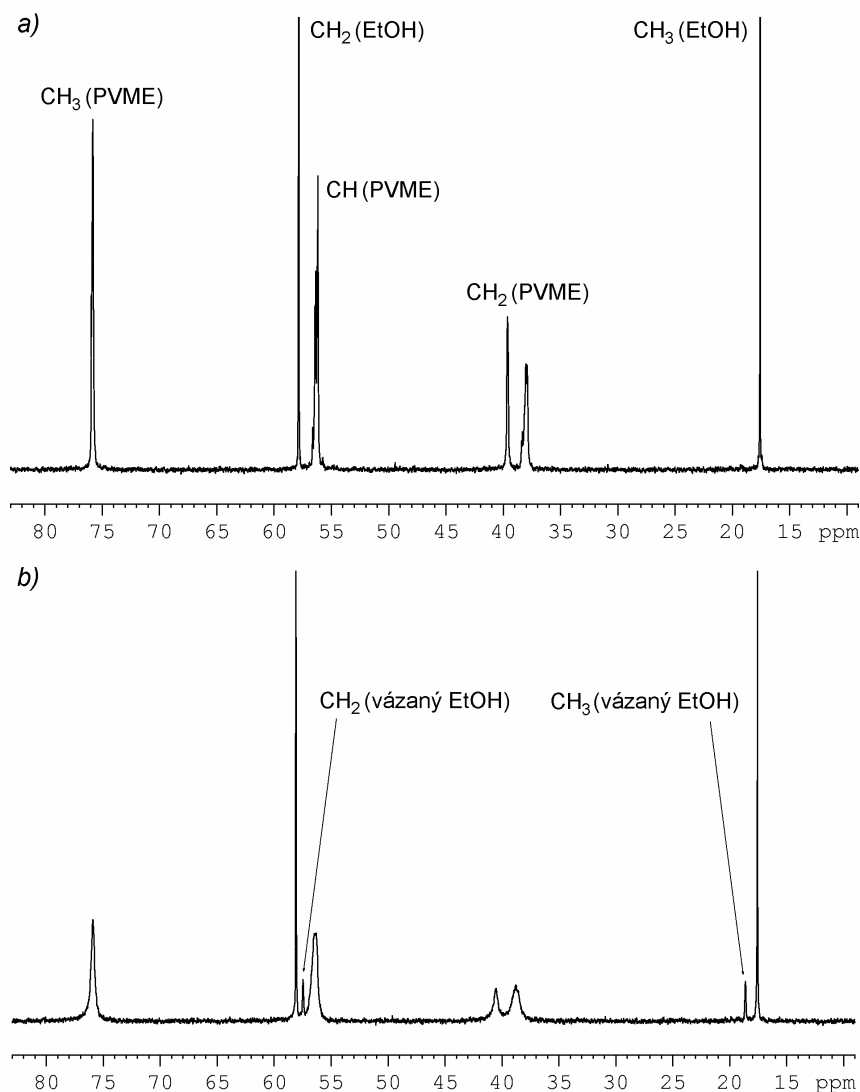 a)
CH₂ (EtOH)
CH₃ (EtOH)
CH₃ (PVME)
CH (PVME)
CH₂ (PVME)
80 75 70 65 60 55 50 45 40 35 30 25 20 15 ppm
b)
CH₂ (vázaný EtOH)
CH₃ (vázaný EtOH)
80 75 70 65 60 55 50 45 40 35 30 25 20 15 ppm